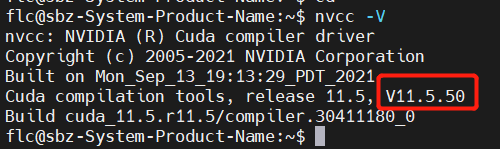 flc@sbz-System-Product-Name:~$ nvcc -V
nvcc: NVIDIA (R) Cuda compiler driver
Copyright (c) 2005-2021 NVIDIA Corporation
Built on Mon_Sep_13_19:13:29_PDT_2021
Cuda compilation tools, release 11.5, V11.5.50
Build cuda_11.5.r11.5/compiler.30411180_0
flc@sbz-System-Product-Name:~$